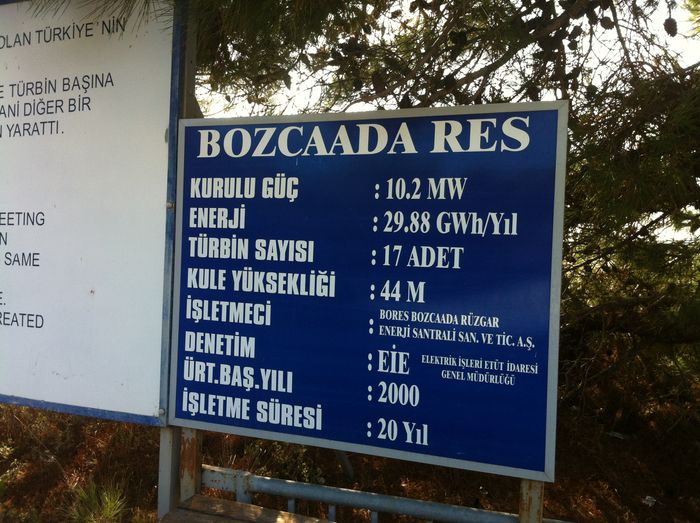 OLAN TÜRKİYE'NİN
E TÜRBİN BAŞINA
ANİ DİĞER BİR
N YARATTI.
EETING
N
SAME
E.
REATED
BOZCAADA RES
KURULU GÜÇ : 10.2 MW
ENERJİ : 29.88 GWh/Yıl
TÜRBİN SAYISI : 17 ADET
KULE YÜKSEKLİĞİ : 44 M
İŞLETMECİ : BORES BOZCAADA RÜZGAR
ENERJİ SANTRALİ SAN. VE TİC. A.Ş.
DENETİM : EİE ELEKTRİK İŞLERİ ETÜT İDARESİ
GENEL MÜDÜRLÜĞÜ
ÜRT.BAŞ.YILI : 2000
İŞLETME SÜRESİ : 20 Yıl